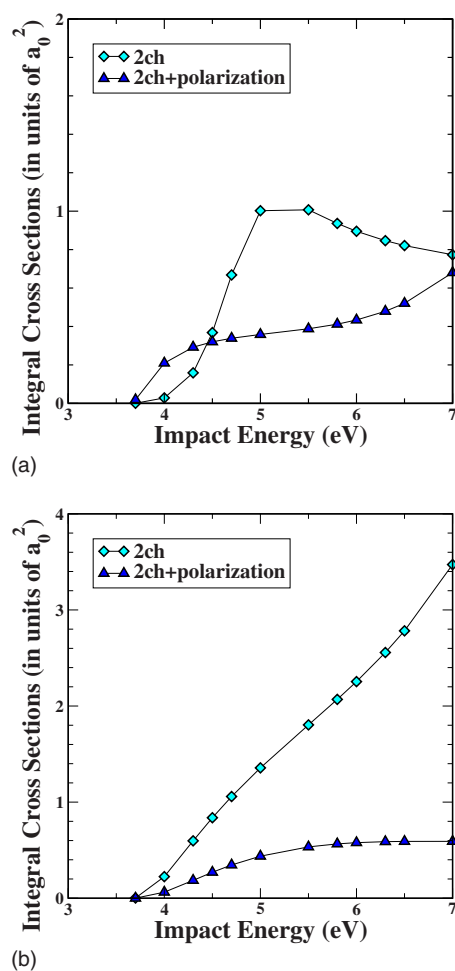 2
2ch
2ch+polarization
1
0
3 4 5 6 7
Integral Cross Sections (in units of a₀²)
Impact Energy (eV)
(a)
4
2ch
2ch+polarization
3
2
1
0
3 4 5 6 7
Integral Cross Sections (in units of a₀²)
Impact Energy (eV)
(b)